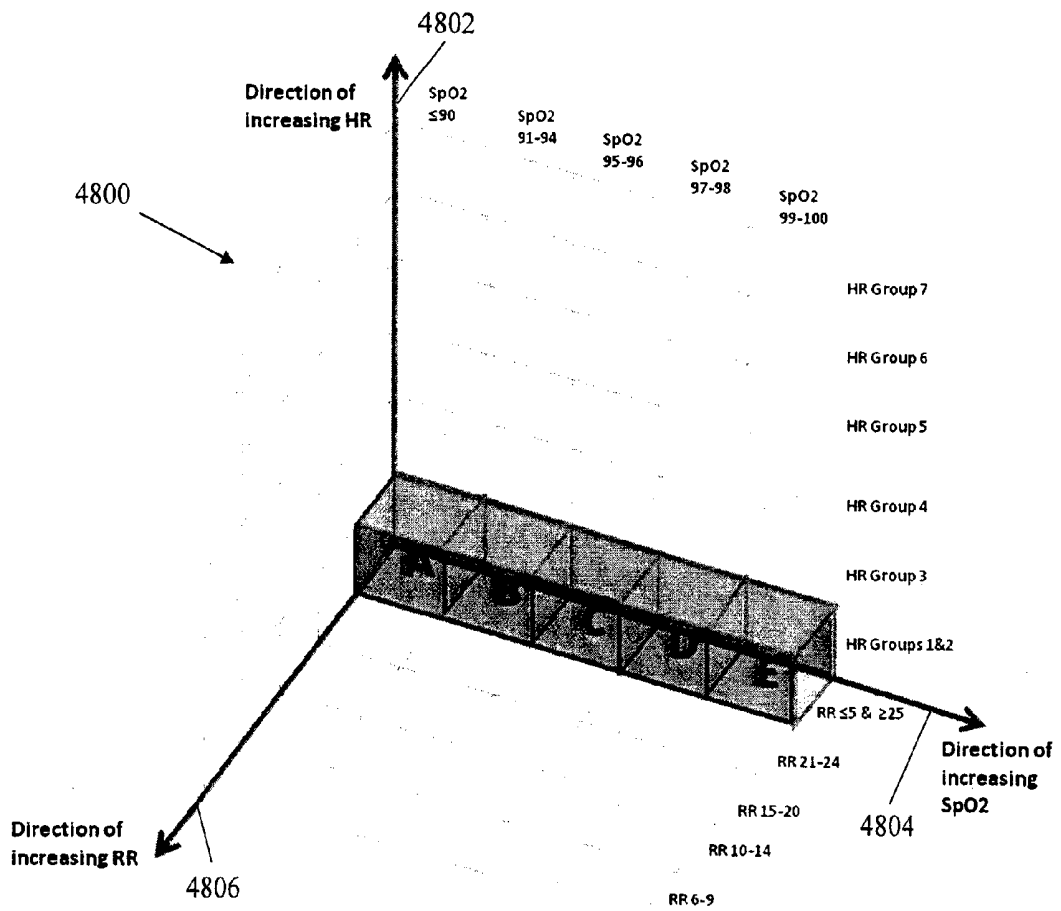 4802
Direction of
increasing HR
SpO2
≤90
SpO2
91-94
SpO2
95-96
SpO2
97-98
SpO2
99-100
4800
HR Group 7
HR Group 6
HR Group 5
HR Group 4
HR Group 3
HR Groups 1&2
A
B
C
D
E
RR ≤5 & ≥25
RR 21-24
RR 15-20
RR 10-14
RR 6-9
Direction of
increasing
SpO2
4804
Direction of
increasing RR
4806